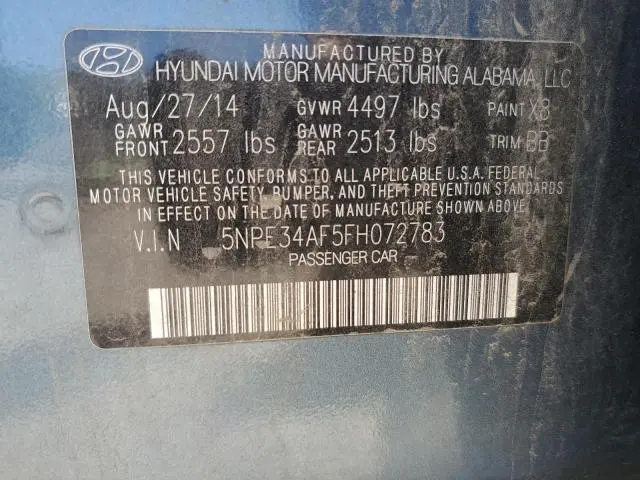 MANUFACTURED BY
HYUNDAI MOTOR MANUFACTURING ALABAMA, LLC
Aug/27/14 GVWR 4497 lbs PAINT X8
GAWR FRONT 2557 lbs GAWR REAR 2513 lbs TRIM BB
THIS VEHICLE CONFORMS TO ALL APPLICABLE U.S.A. FEDERAL
MOTOR VEHICLE SAFETY, BUMPER, AND THEFT PREVENTION STANDARDS
IN EFFECT ON THE DATE OF MANUFACTURE SHOWN ABOVE.
V.I.N 5NPE34AF5FH072783
PASSENGER CAR